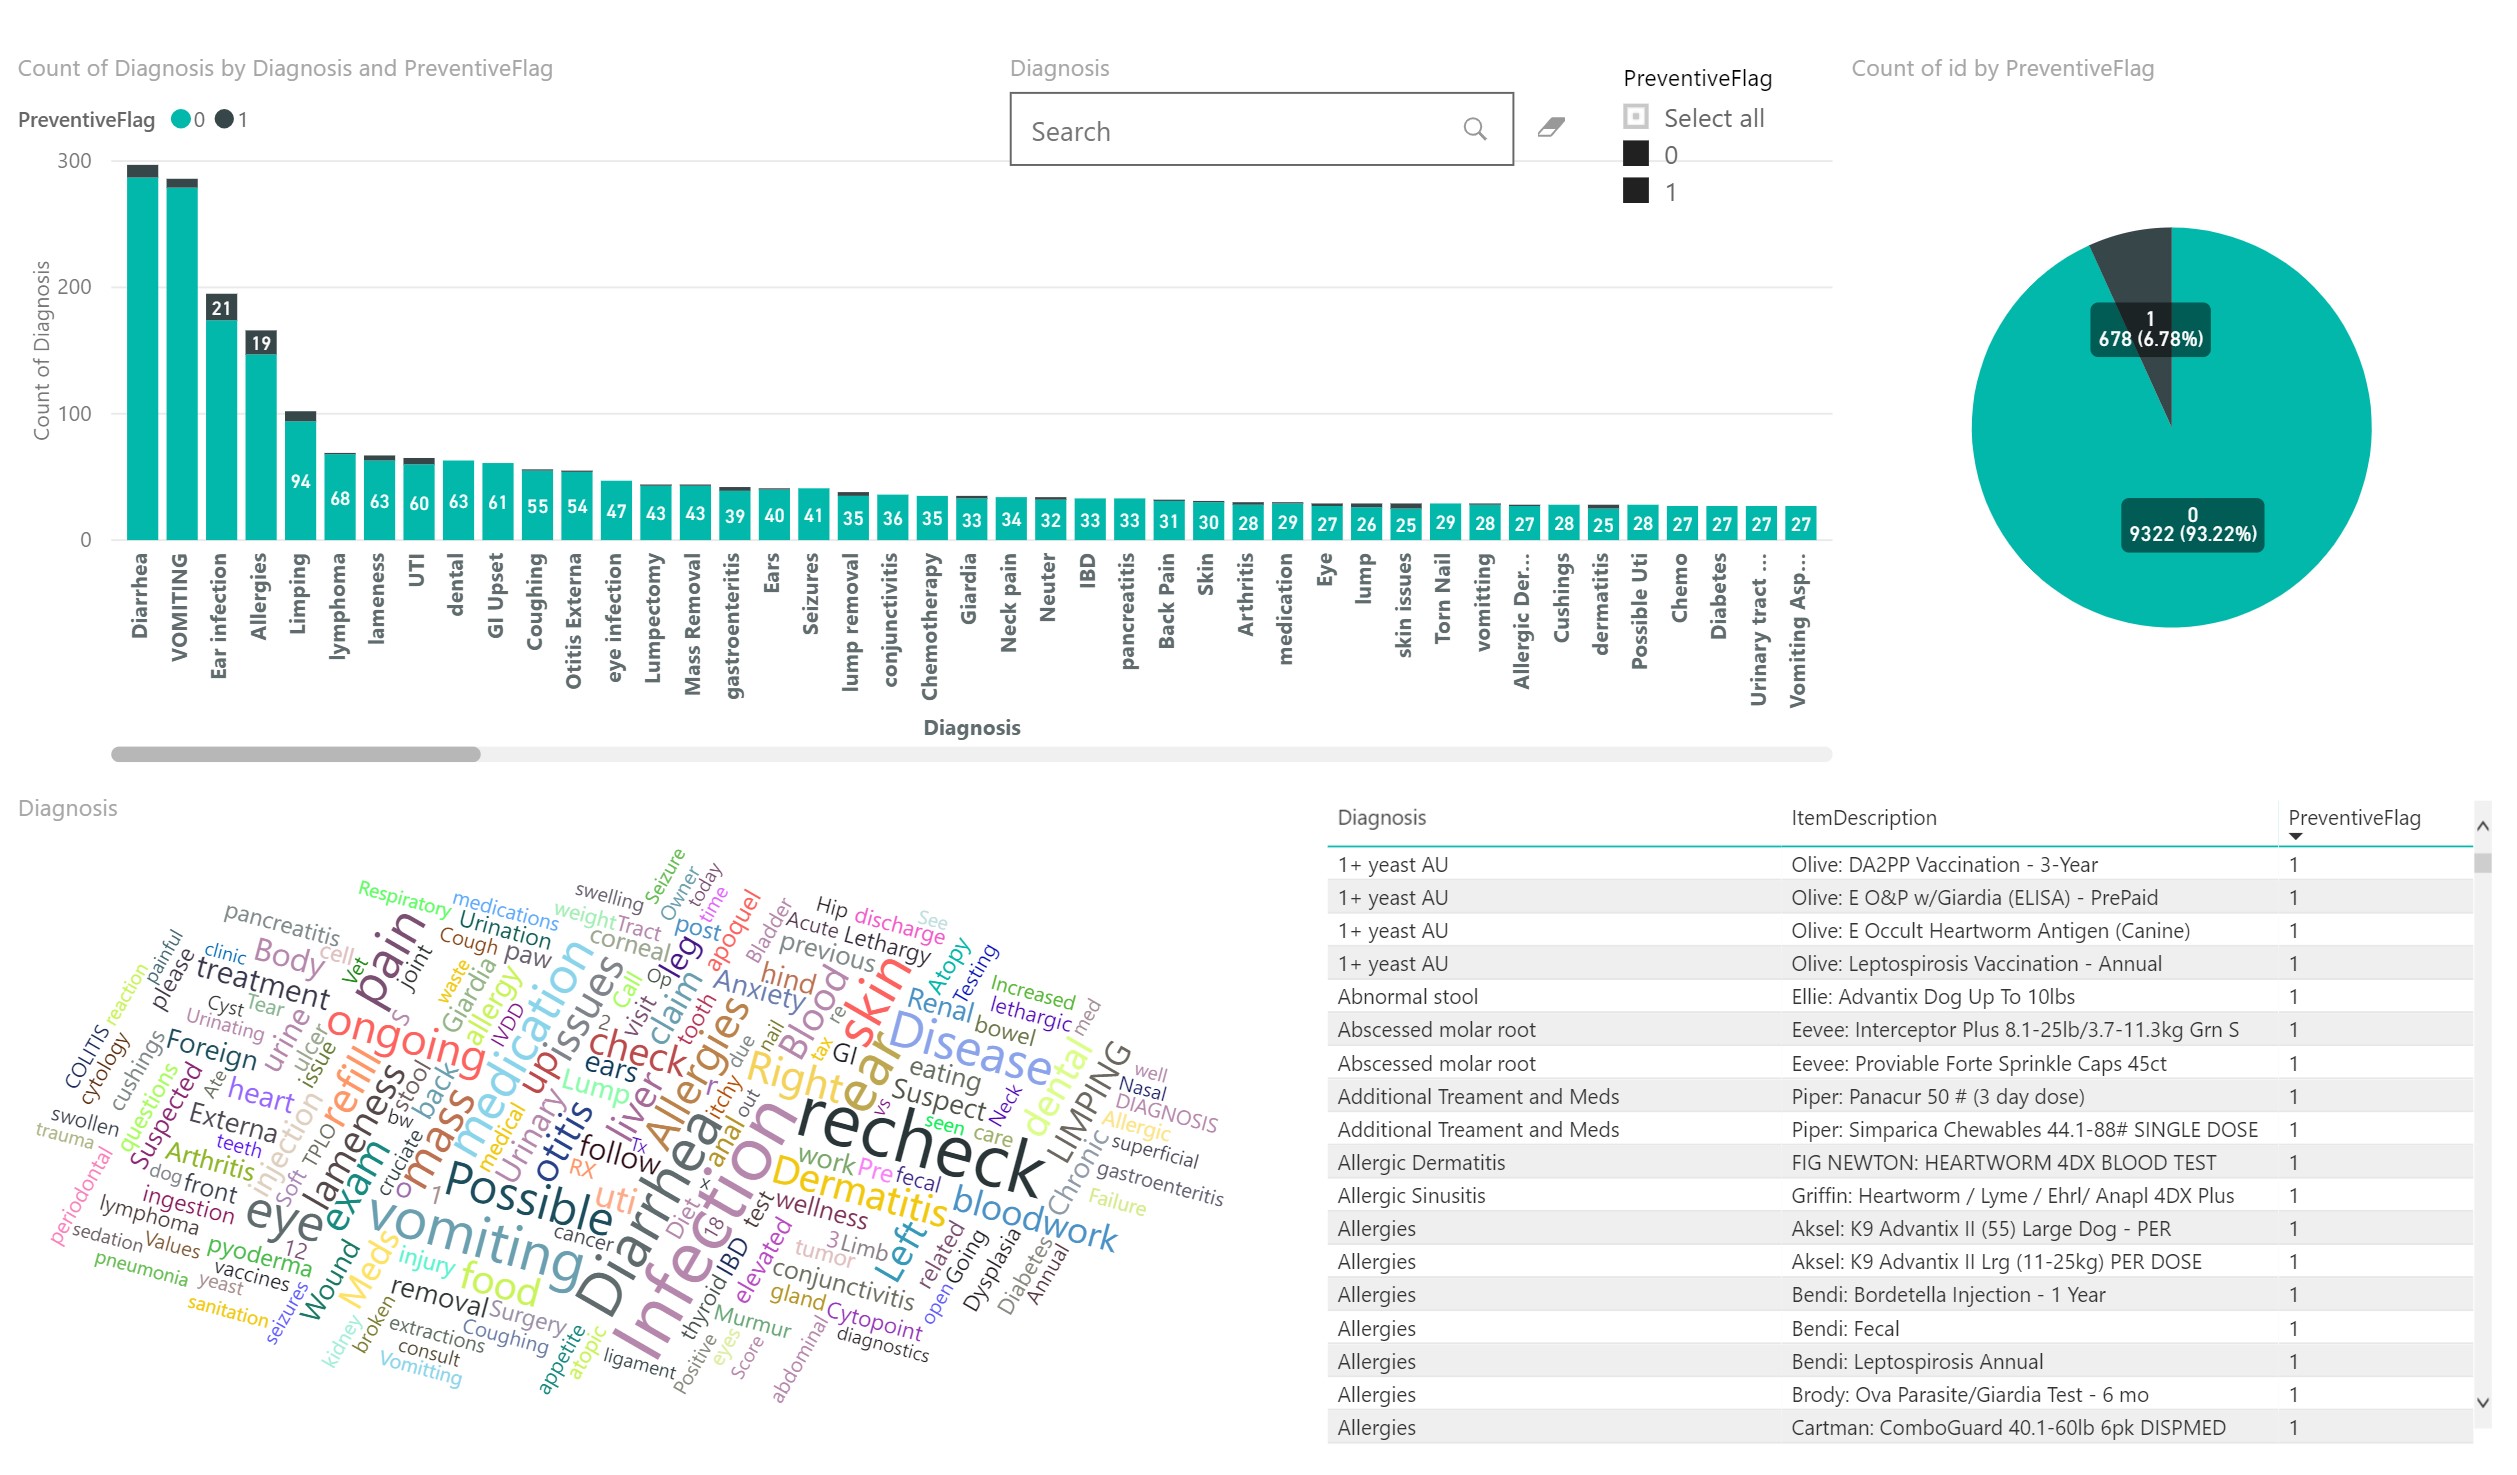 Count of Diagnosis by Diagnosis and PreventiveFlag
PreventiveFlag 0 1
Diagnosis
Search
PreventiveFlag
Select all
0
1
Count of id by PreventiveFlag
300
200
100
0
Count of Diagnosis
21
19
94 68 63 60 63 61 55 54 47 43 43 39 40 41 35 36 35 33 34 32 33 33 31 30 28 29 27 26 25 29 28 27 28 25 28 27 27 27 27
Diarrhea
VOMITING
Ear infection
Allergies
Limping
lymphoma
lameness
UTI
dental
GI Upset
Coughing
Otitis Externa
eye infection
Lumpectomy
Mass Removal
gastroenteritis
Ears
Seizures
lump removal
conjunctivitis
Chemotherapy
Giardia
Neck pain
Neuter
IBD
pancreatitis
Back Pain
Skin
Arthritis
medication
Eye
lump
skin issues
Torn Nail
vomitting
Allergic Der...
Cushings
dermatitis
Possible Uti
Chemo
Diabetes
Urinary tract ...
Vomiting Asp...
Diagnosis
1
678 (6.78%)
0
9322 (93.22%)
Diagnosis
Seizure
Owner
today
time
swelling
Respiratory
medications
weight
Tract
post
apoquel
Bladder
Hip
discharge
See
Acute
Lethargy
pancreatitis
Urination
corneal
leg
previous
Atopy
Testing
painful
clinic
Body
cell
pain
joint
Cough
paw
Op
Anxiety
hind
Blood
skin
Increased
reaction
please
treatment
Vet
waste
Giardia
allergy
medication
issues
Call
visit
claim
tooth
Renal
lethargic
med
bowel
Cyst
Tear
Urinating
urine
ulcer
issue
s
ongoing
IVDD
up
2
check
Allergies
due
nail
re
tax
GI
ear
Disease
COLITIS
cytology
cushings
Foreign
Ate
heart
refill
stool
back
ears
Lump
liver
r
itchy
out
Right
eating
Suspect
Neck
dental
LIMPING
well
Nasal
DIAGNOSIS
swollen
trauma
questions
Suspected
Externa
teeth
injection
TPLO
lameness
bw
mass
medical
Urinary
otitis
follow
Tx
anal
vs
recheck
seen
care
Allergic
superficial
Chronic
gastroenteritis
Failure
periodontal
dog
Arthritis
front
Soft
exam
cruciate
o
1
Possible
RX
uti
Diarrhea
x
Infection
work
Pre
fecal
Dermatitis
bloodwork
ingestion
lymphoma
eye
12
vomiting
cancer
Diet
18
test
wellness
3
Limb
Left
related
Going
Dysplasia
Diabetes
Annual
sedation
Values
pyoderma
vaccines
Wound
Meds
injury
food
IBD
elevated
tumor
conjunctivitis
open
pneumonia
yeast
sanitation
seizures
kidney
broken
removal
Surgery
extractions
Coughing
consult
Vomitting
appetite
atopic
ligament
thyroid
Positive
Murmur
eyes
Score
gland
Cytopoint
abdominal
diagnostics
Diagnosis ItemDescription PreventiveFlag
1+ yeast AU Olive: DA2PP Vaccination - 3-Year 1
1+ yeast AU Olive: E O&P w/Giardia (ELISA) - PrePaid 1
1+ yeast AU Olive: E Occult Heartworm Antigen (Canine) 1
1+ yeast AU Olive: Leptospirosis Vaccination - Annual 1
Abnormal stool Ellie: Advantix Dog Up To 10lbs 1
Abscessed molar root Eevee: Interceptor Plus 8.1-25lb/3.7-11.3kg Grn S 1
Abscessed molar root Eevee: Proviable Forte Sprinkle Caps 45ct 1
Additional Treament and Meds Piper: Panacur 50 # (3 day dose) 1
Additional Treament and Meds Piper: Simparica Chewables 44.1-88# SINGLE DOSE 1
Allergic Dermatitis FIG NEWTON: HEARTWORM 4DX BLOOD TEST 1
Allergic Sinusitis Griffin: Heartworm / Lyme / Ehrl/ Anapl 4DX Plus 1
Allergies Aksel: K9 Advantix II (55) Large Dog - PER 1
Allergies Aksel: K9 Advantix II Lrg (11-25kg) PER DOSE 1
Allergies Bendi: Bordetella Injection - 1 Year 1
Allergies Bendi: Fecal 1
Allergies Bendi: Leptospirosis Annual 1
Allergies Brody: Ova Parasite/Giardia Test - 6 mo 1
Allergies Cartman: ComboGuard 40.1-60lb 6pk DISPMED 1